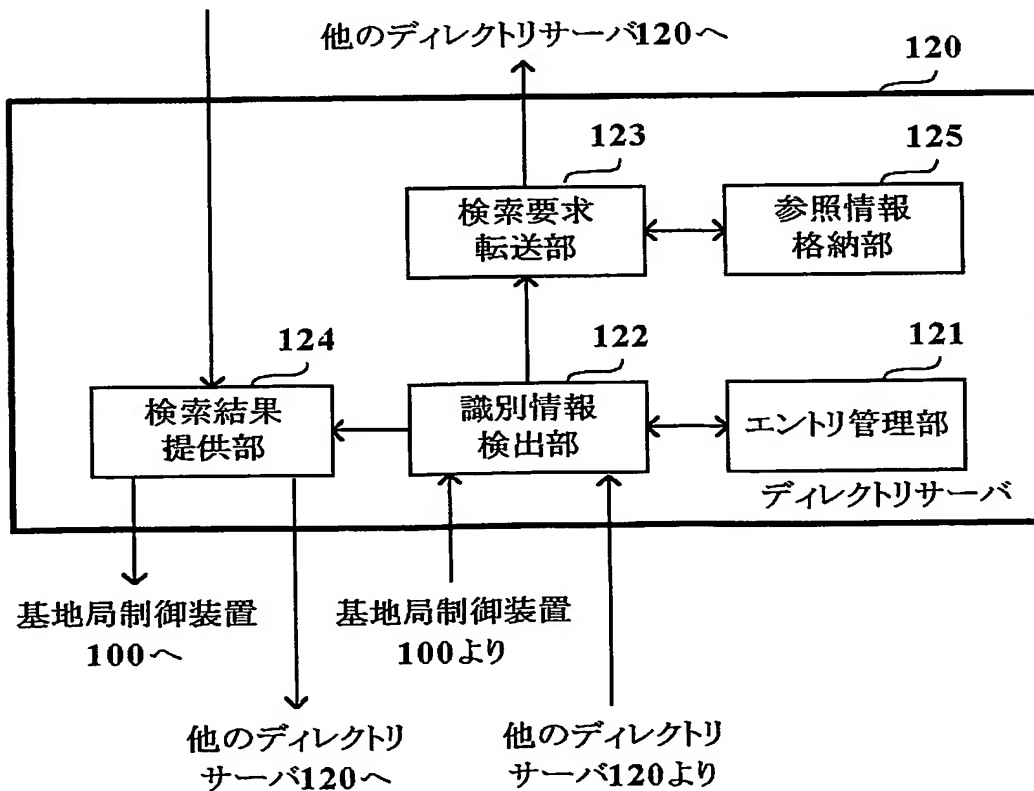 他のディレクトリサーバ120へ
120
123
125
検索要求
転送部
参照情報
格納部
124
122
121
検索結果
提供部
識別情報
検出部
エントリ管理部
ディレクトリサーバ
基地局制御装置
100へ
基地局制御装置
100より
他のディレクトリ
サーバ120へ
他のディレクトリ
サーバ120より